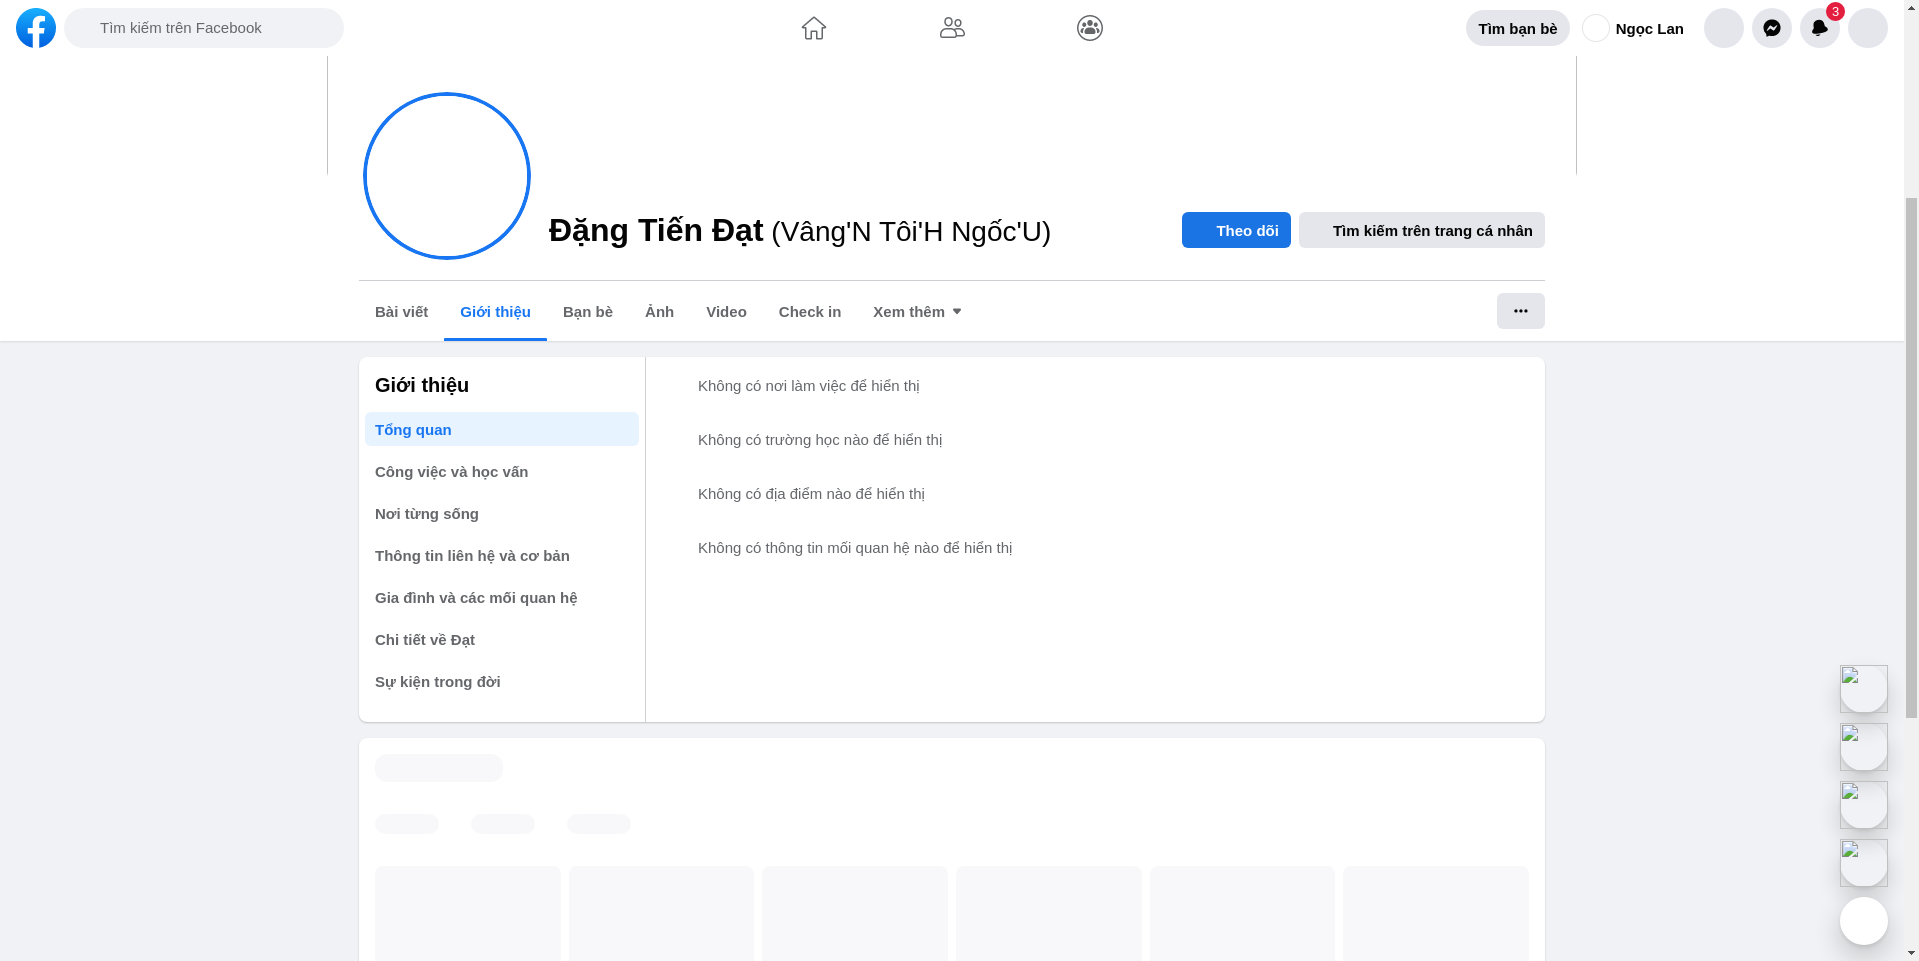 Tìm kiếm trên Facebook
Tìm bạn bè
Ngọc Lan
3
Đặng Tiến Đạt (Vâng'N Tôi'H Ngốc'U)
Theo dõi
Tìm kiếm trên trang cá nhân
Bài viết
Giới thiệu
Bạn bè
Ảnh
Video
Check in
Xem thêm
Giới thiệu
Tổng quan
Công việc và học vấn
Nơi từng sống
Thông tin liên hệ và cơ bản
Gia đình và các mối quan hệ
Chi tiết về Đạt
Sự kiện trong đời
Không có nơi làm việc để hiển thị
Không có trường học nào để hiển thị
Không có địa điểm nào để hiển thị
Không có thông tin mối quan hệ nào để hiển thị